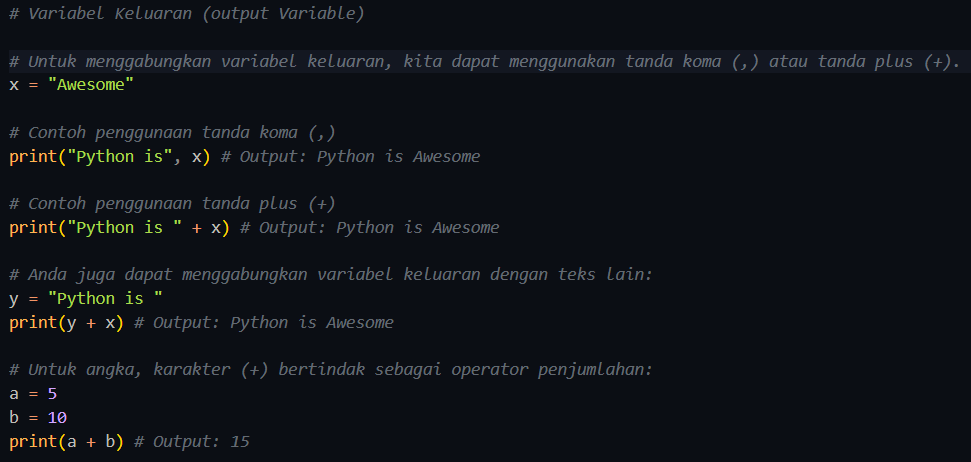 # Variabel Keluaran (output Variable)
# Untuk menggabungkan variabel keluaran, kita dapat menggunakan tanda koma (,) atau tanda plus (+).
x = "Awesome"
# Contoh penggunaan tanda koma (,)
print("Python is", x) # Output: Python is Awesome
# Contoh penggunaan tanda plus (+)
print("Python is " + x) # Output: Python is Awesome
# Anda juga dapat menggabungkan variabel keluaran dengan teks lain:
y = "Python is "
print(y + x) # Output: Python is Awesome
# Untuk angka, karakter (+) bertindak sebagai operator penjumlahan:
a = 5
b = 10
print(a + b) # Output: 15